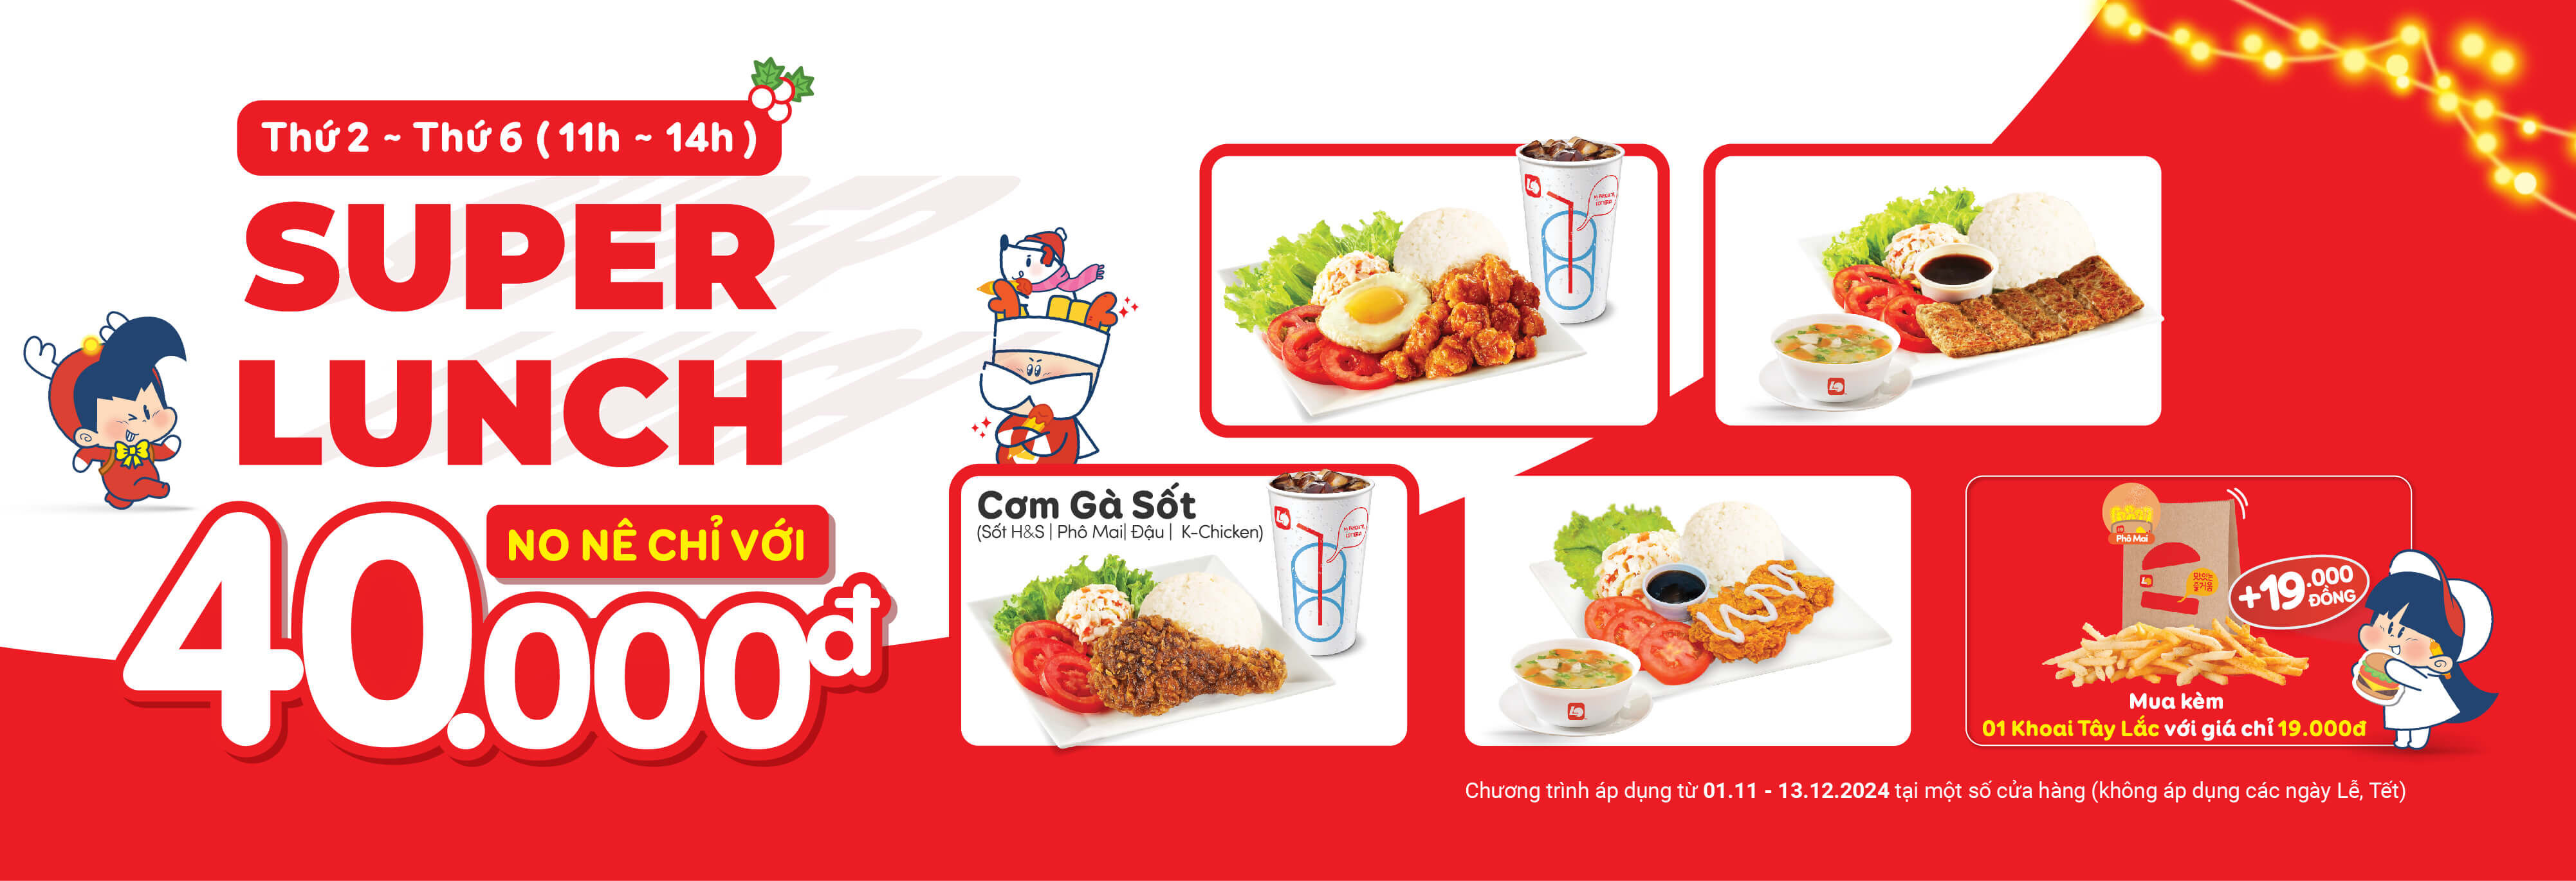 Thứ 2 ~ Thứ 6 ( 11h ~ 14h )
SUPER
LUNCH
NO NÊ CHỈ VỚI
40.000đ
Cơm Gà Sốt
(Sốt H&S | Phô Mai| Đậu | K-Chicken)
Phô Mai
+19.000
ĐỒNG
Mua kèm
01 Khoai Tây Lắc với giá chỉ 19.000đ
Chương trình áp dụng từ 01.11 - 13.12.2024 tại một số cửa hàng (không áp dụng các ngày Lễ, Tết)